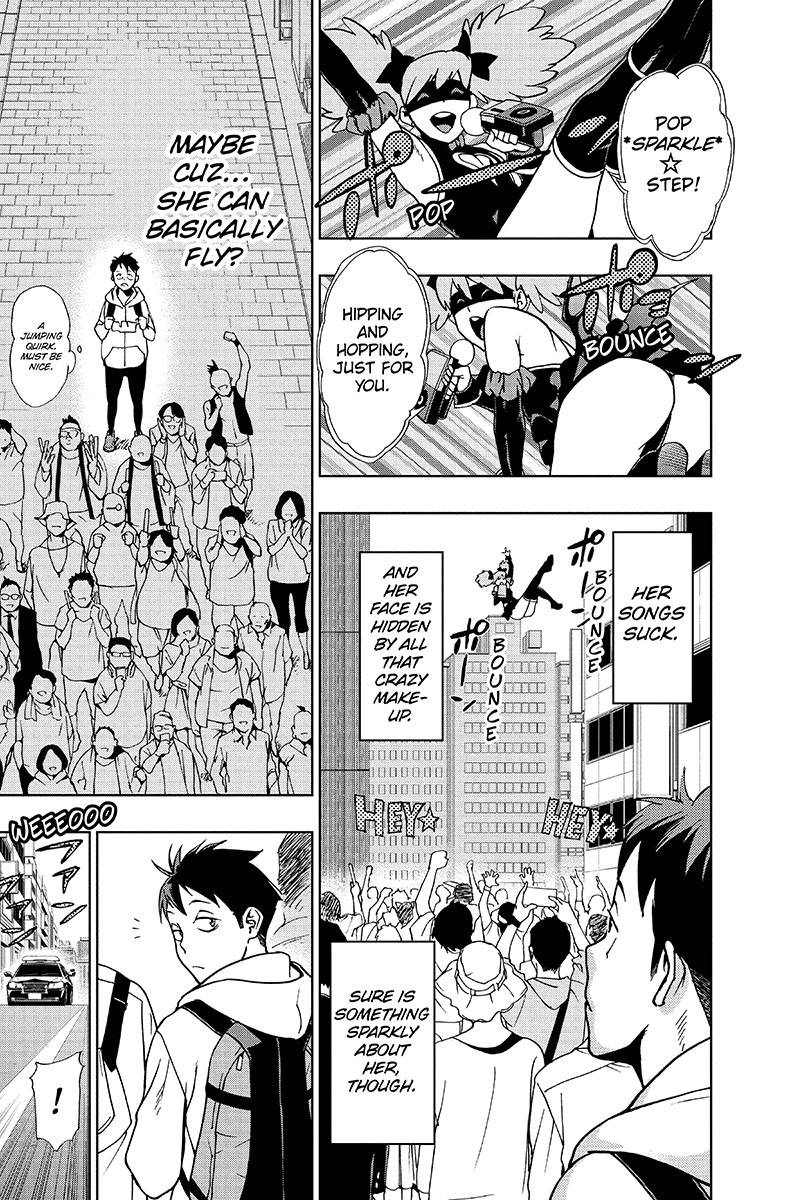 POP
*SPARKLE*
☆
STEP!
POP
HIPPING
AND
HOPPING,
JUST FOR
YOU.
BOUNCE
HER
SONGS
SUCK.
BOUNCE
BOUNCE
AND
HER
FACE IS
HIDDEN
BY ALL
THAT
CRAZY
MAKE-
UP.
HEY☆
HEY☆
SURE IS
SOMETHING
SPARKLY
ABOUT
HER,
THOUGH.
MAYBE
CUZ...
SHE CAN
BASICALLY
FLY?
A
JUMPING
QUIRK.
MUST BE
NICE.
WEEEOOO
!